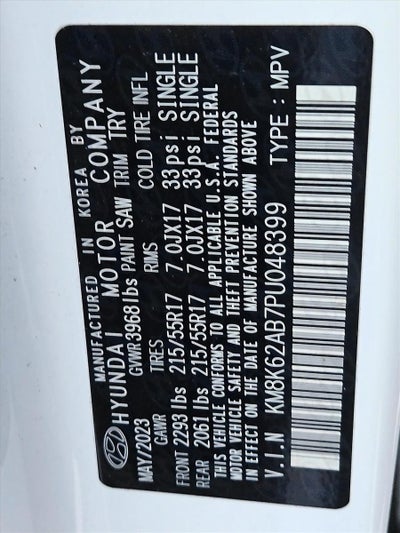 MANUFACTURED IN KOREA BY
HYUNDAI MOTOR COMPANY
MAY/2023 GVWR 3968 lbs PAINT SAW TRIM TRY
GAWR TIRES RIMS COLD TIRE INFL
FRONT 2293 lbs 215/55R17 7.0JX17 33psi SINGLE
REAR 2061 lbs 215/55R17 7.0JX17 33psi SINGLE
THIS VEHICLE CONFORMS TO ALL APPLICABLE U.S.A. FEDERAL
MOTOR VEHICLE SAFETY AND THEFT PREVENTION STANDARDS
IN EFFECT ON THE DATE OF MANUFACTURE SHOWN ABOVE
V.I.N KM8K62AB7PU048399 TYPE : MPV